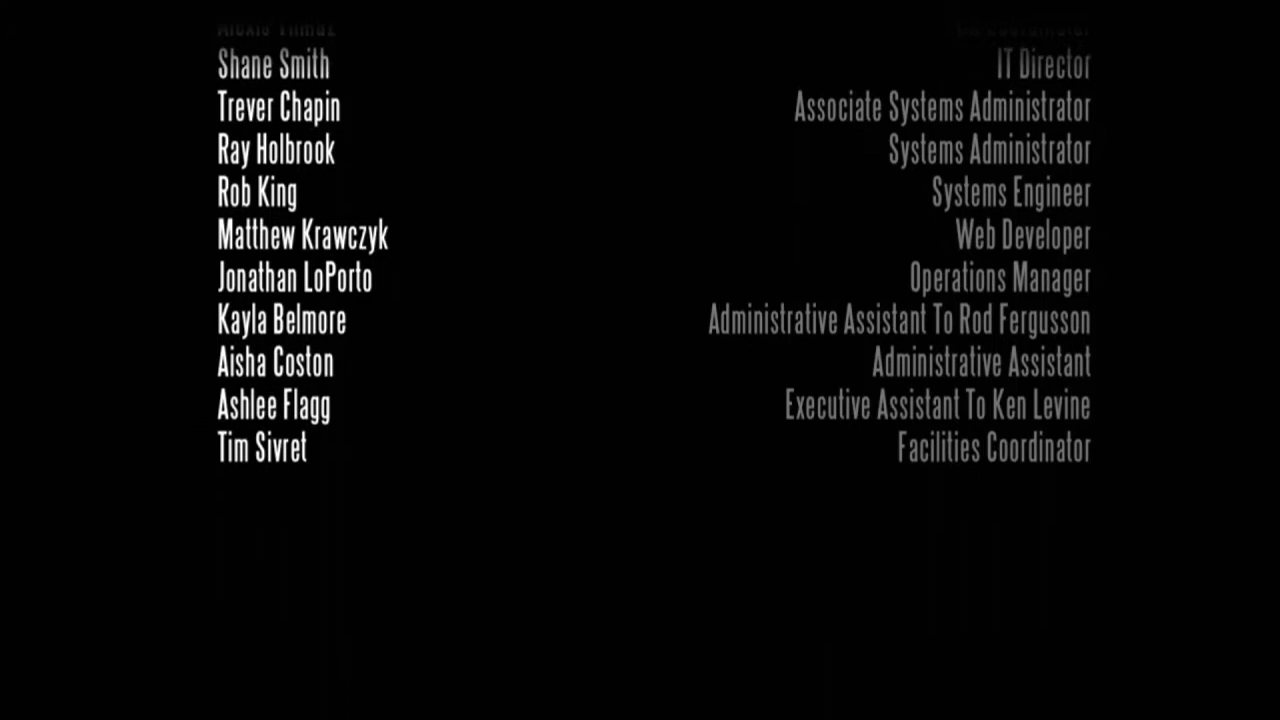 Shane Smith IT Director
Trever Chapin Associate Systems Administrator
Ray Holbrook Systems Administrator
Rob King Systems Engineer
Matthew Krawczyk Web Developer
Jonathan LoPorto Operations Manager
Kayla Belmore Administrative Assistant To Rod Fergusson
Aisha Coston Administrative Assistant
Ashlee Flagg Executive Assistant To Ken Levine
Tim Sivret Facilities Coordinator